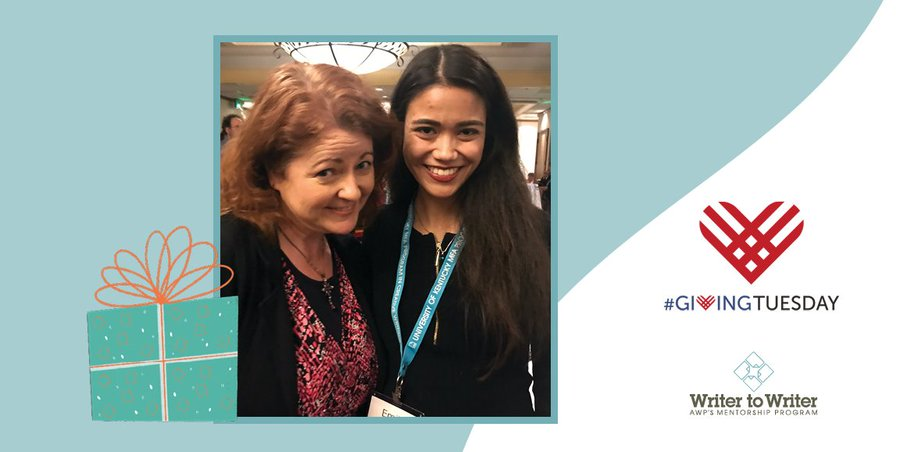 UNIVERSITY OF KENTUCKY MFA
#GIVINGTUESDAY
Writer to Writer
AWP'S MENTORSHIP PROGRAM